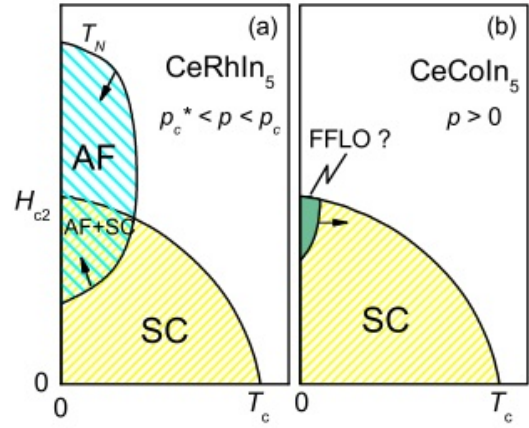 (a)
T_N
CeRhIn₅
p_c* < p < p_c
AF
H_c2
AF+SC
SC
0
0
T_c
(b)
CeCoIn₅
p > 0
FFLO ?
SC
0
T_c